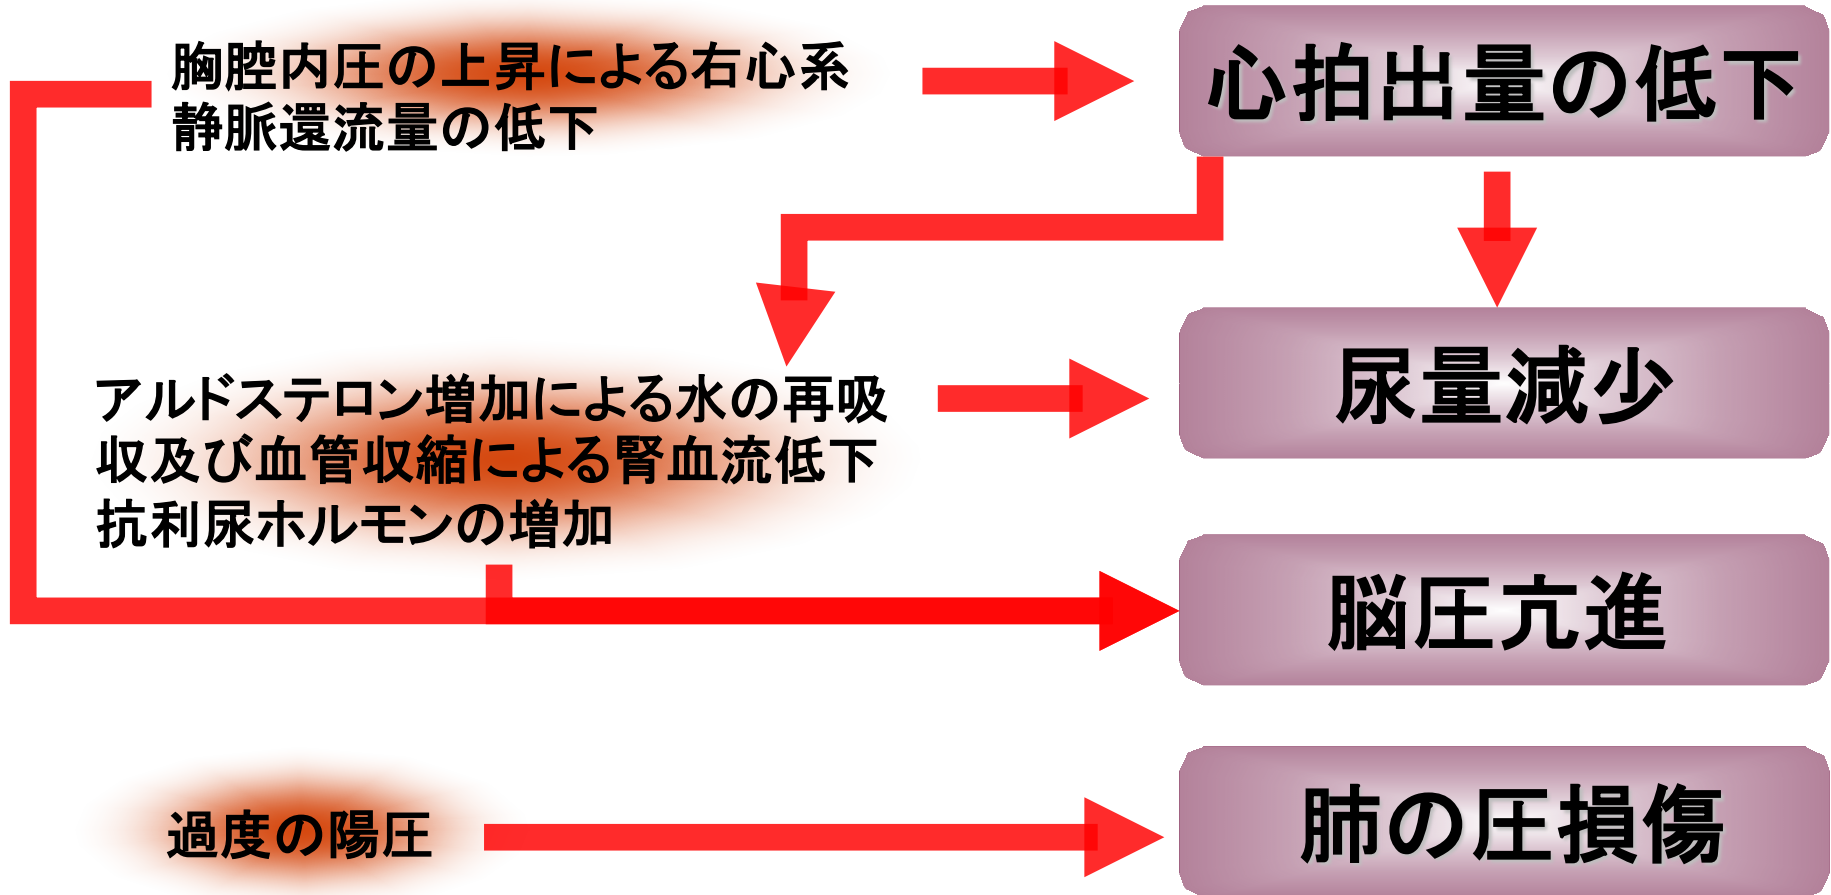 胸腔内圧の上昇による右心系
静脈還流量の低下
心拍出量の低下
アルドステロン増加による水の再吸
収及び血管収縮による腎血流低下
抗利尿ホルモンの増加
尿量減少
脳圧亢進
過度の陽圧
肺の圧損傷